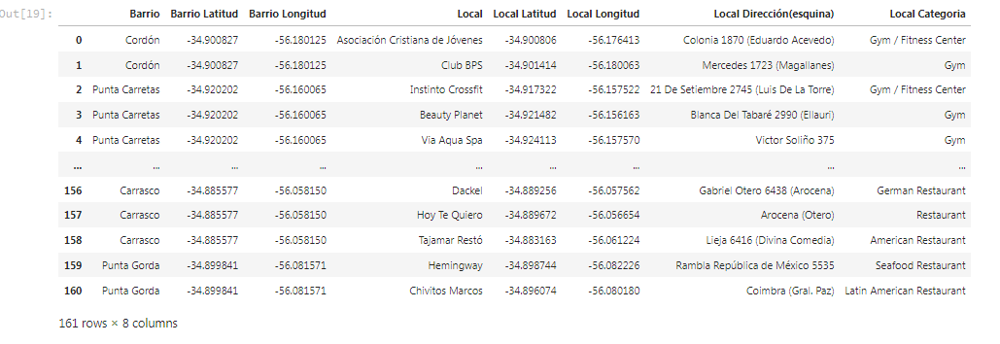 Out[19]:
Barrio Barrio Latitud Barrio Longitud Local Local Latitud Local Longitud Local Dirección(esquina) Local Categoria
0 Cordón -34.900827 -56.180125 Asociación Cristiana de Jóvenes -34.900806 -56.176413 Colonia 1870 (Eduardo Acevedo) Gym / Fitness Center
1 Cordón -34.900827 -56.180125 Club BPS -34.901414 -56.180063 Mercedes 1723 (Magallanes) Gym
2 Punta Carretas -34.920202 -56.160065 Instinto Crossfit -34.917322 -56.157522 21 De Setiembre 2745 (Luis De La Torre) Gym / Fitness Center
3 Punta Carretas -34.920202 -56.160065 Beauty Planet -34.921482 -56.156163 Blanca Del Tabaré 2990 (Ellauri) Gym
4 Punta Carretas -34.920202 -56.160065 Vía Aqua Spa -34.924113 -56.157570 Victor Soliño 375 Gym
... ... ... ... ... ... ... ... ...
156 Carrasco -34.885577 -56.058150 Dackel -34.889256 -56.057562 Gabriel Otero 6438 (Arocena) German Restaurant
157 Carrasco -34.885577 -56.058150 Hoy Te Quiero -34.889672 -56.056654 Arocena (Otero) Restaurant
158 Carrasco -34.885577 -56.058150 Tajamar Restó -34.883163 -56.061224 Lieja 6416 (Divina Comedia) American Restaurant
159 Punta Gorda -34.899841 -56.081571 Hemingway -34.898744 -56.082226 Rambla República de México 5535 Seafood Restaurant
160 Punta Gorda -34.899841 -56.081571 Chivitos Marcos -34.896074 -56.080180 Coimbra (Gral. Paz) Latin American Restaurant
161 rows × 8 columns